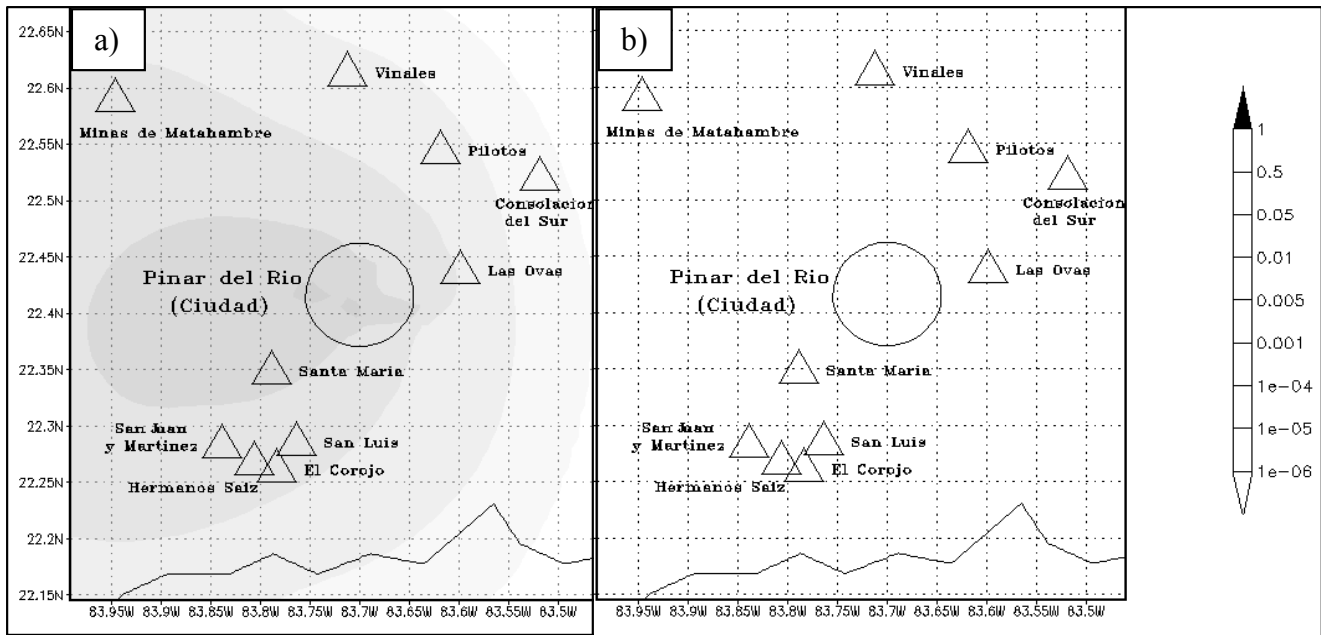 a)
22.65N
22.6N
22.55N
22.5N
22.45N
22.4N
22.35N
22.3N
22.25N
22.2N
22.15N
Vinales
Minas de Matahambre
Pilotos
Consolacion
del Sur
Las Ovas
Pinar del Rio
(Ciudad)
Santa Maria
San Juan
y Martinez
San Luis
El Corojo
Hermanos Saiz
83.95W 83.9W 83.85W 83.8W 83.75W 83.7W 83.65W 83.6W 83.55W 83.5W
b)
Vinales
Minas de Matahambre
Pilotos
Consolacion
del Sur
Las Ovas
Pinar del Rio
(Ciudad)
Santa Maria
San Juan
y Martinez
San Luis
El Corojo
Hermanos Saiz
83.95W 83.9W 83.85W 83.8W 83.75W 83.7W 83.65W 83.6W 83.55W 83.5W
1
0.5
0.05
0.01
0.005
0.001
1e-04
1e-05
1e-06